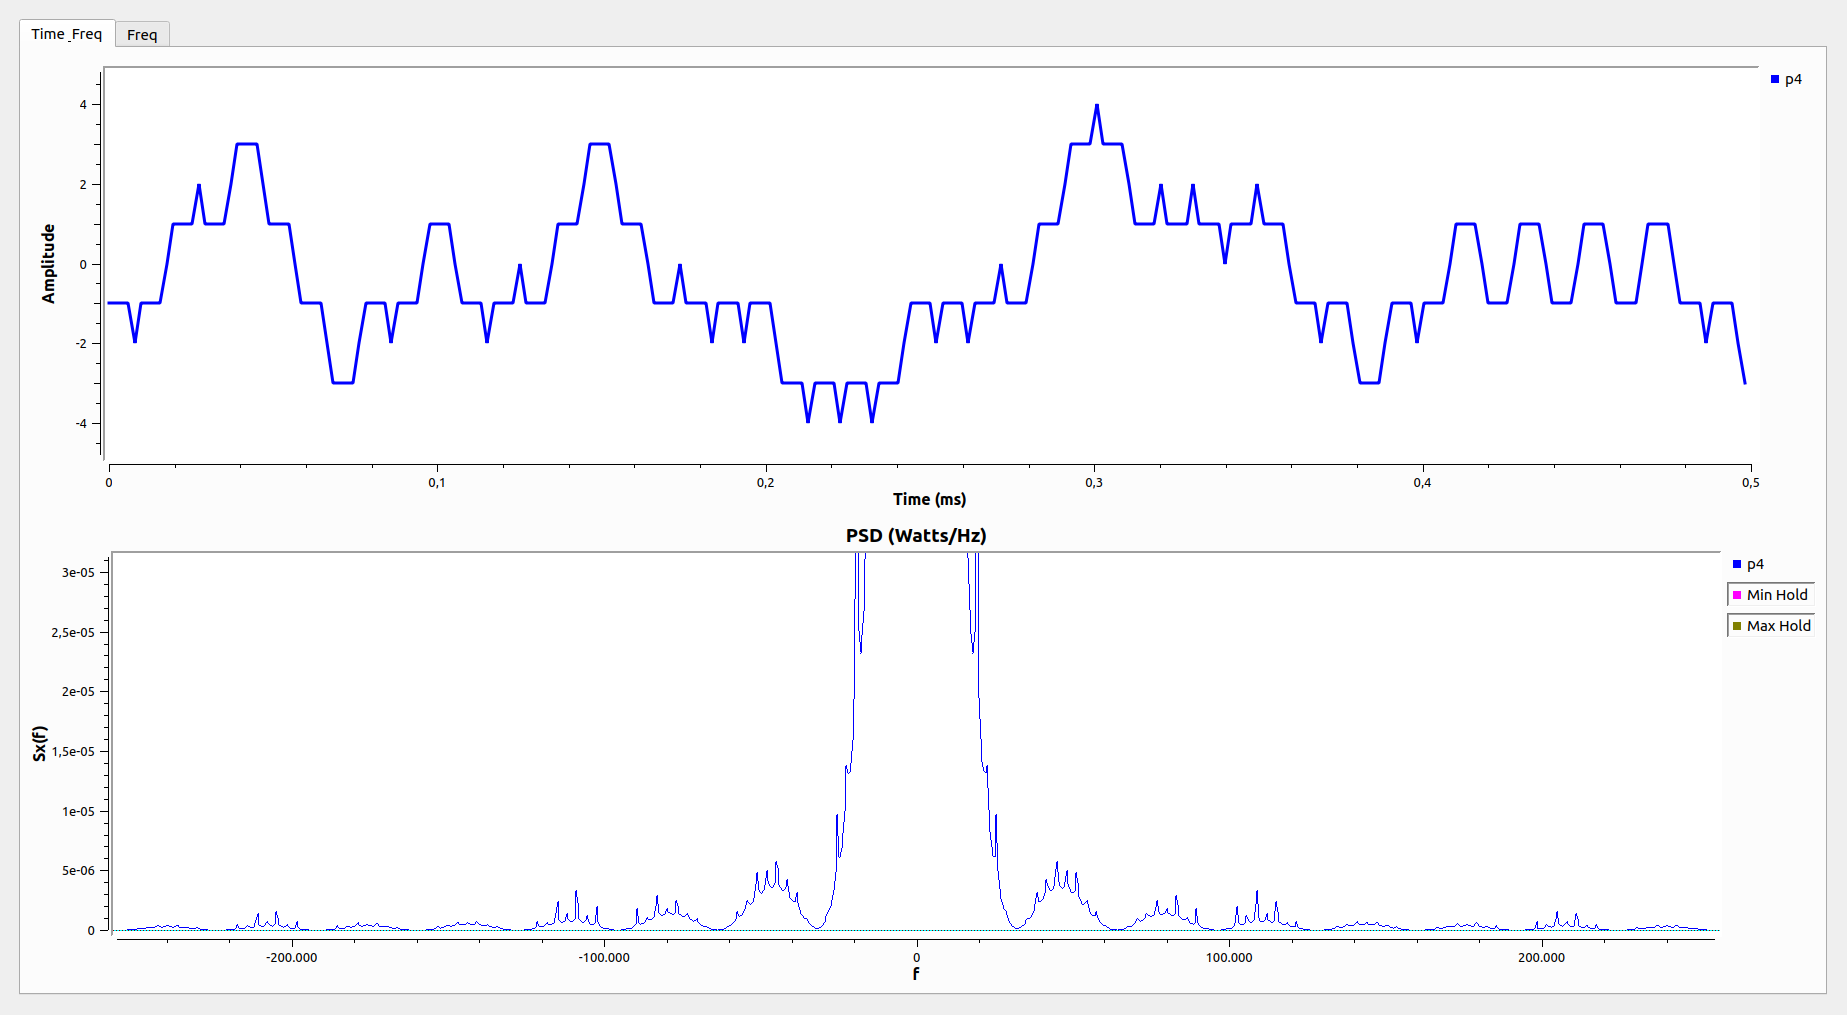 Time_Freq
Freq
p4
Amplitude
4
2
0
-2
-4
0
0,1
0,2
0,3
0,4
0,5
Time (ms)
PSD (Watts/Hz)
p4
Min Hold
Max Hold
Sx(f)
3e-05
2,5e-05
2e-05
1,5e-05
1e-05
5e-06
0
-200.000
-100.000
0
100.000
200.000
f